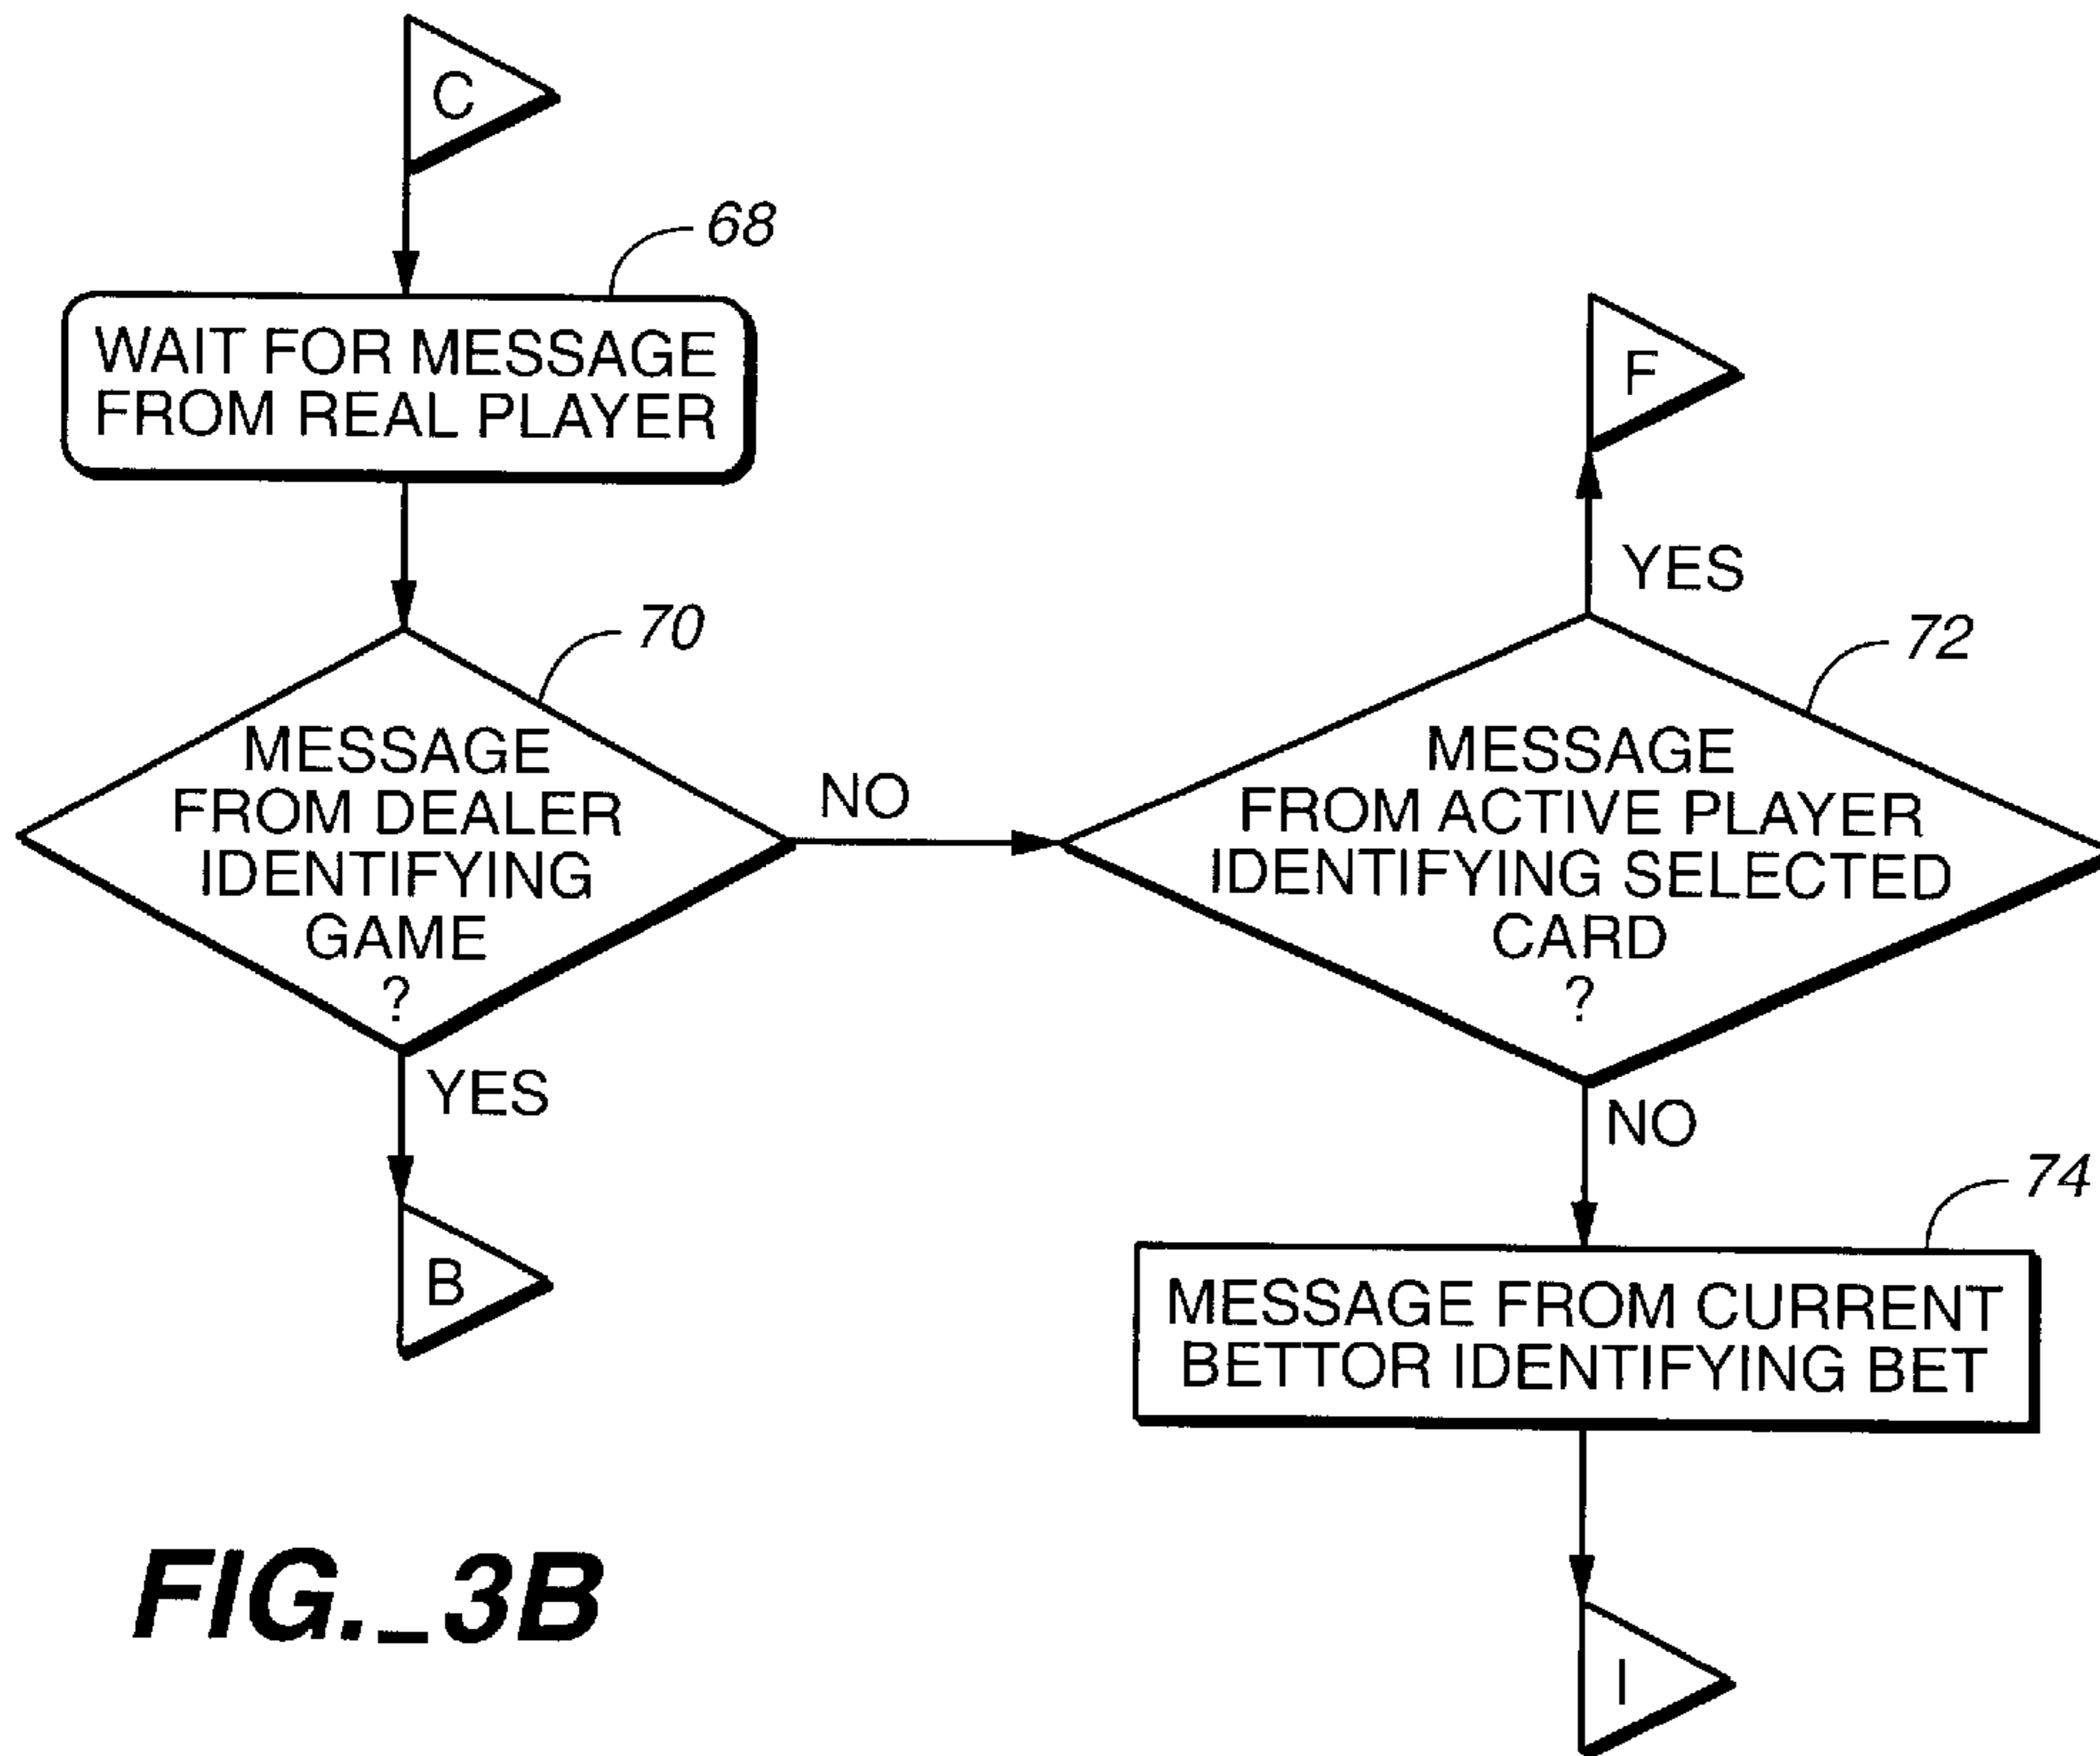 C
68
WAIT FOR MESSAGE
FROM REAL PLAYER
70
MESSAGE
FROM DEALER
IDENTIFYING
GAME
?
NO
YES
B
F
YES
72
MESSAGE
FROM ACTIVE PLAYER
IDENTIFYING SELECTED
CARD
?
NO
74
MESSAGE FROM CURRENT
BETTOR IDENTIFYING BET
I
FIG._3B